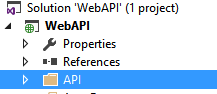 Solution 'WebAPI' (1 project)
WebAPI
Properties
References
API